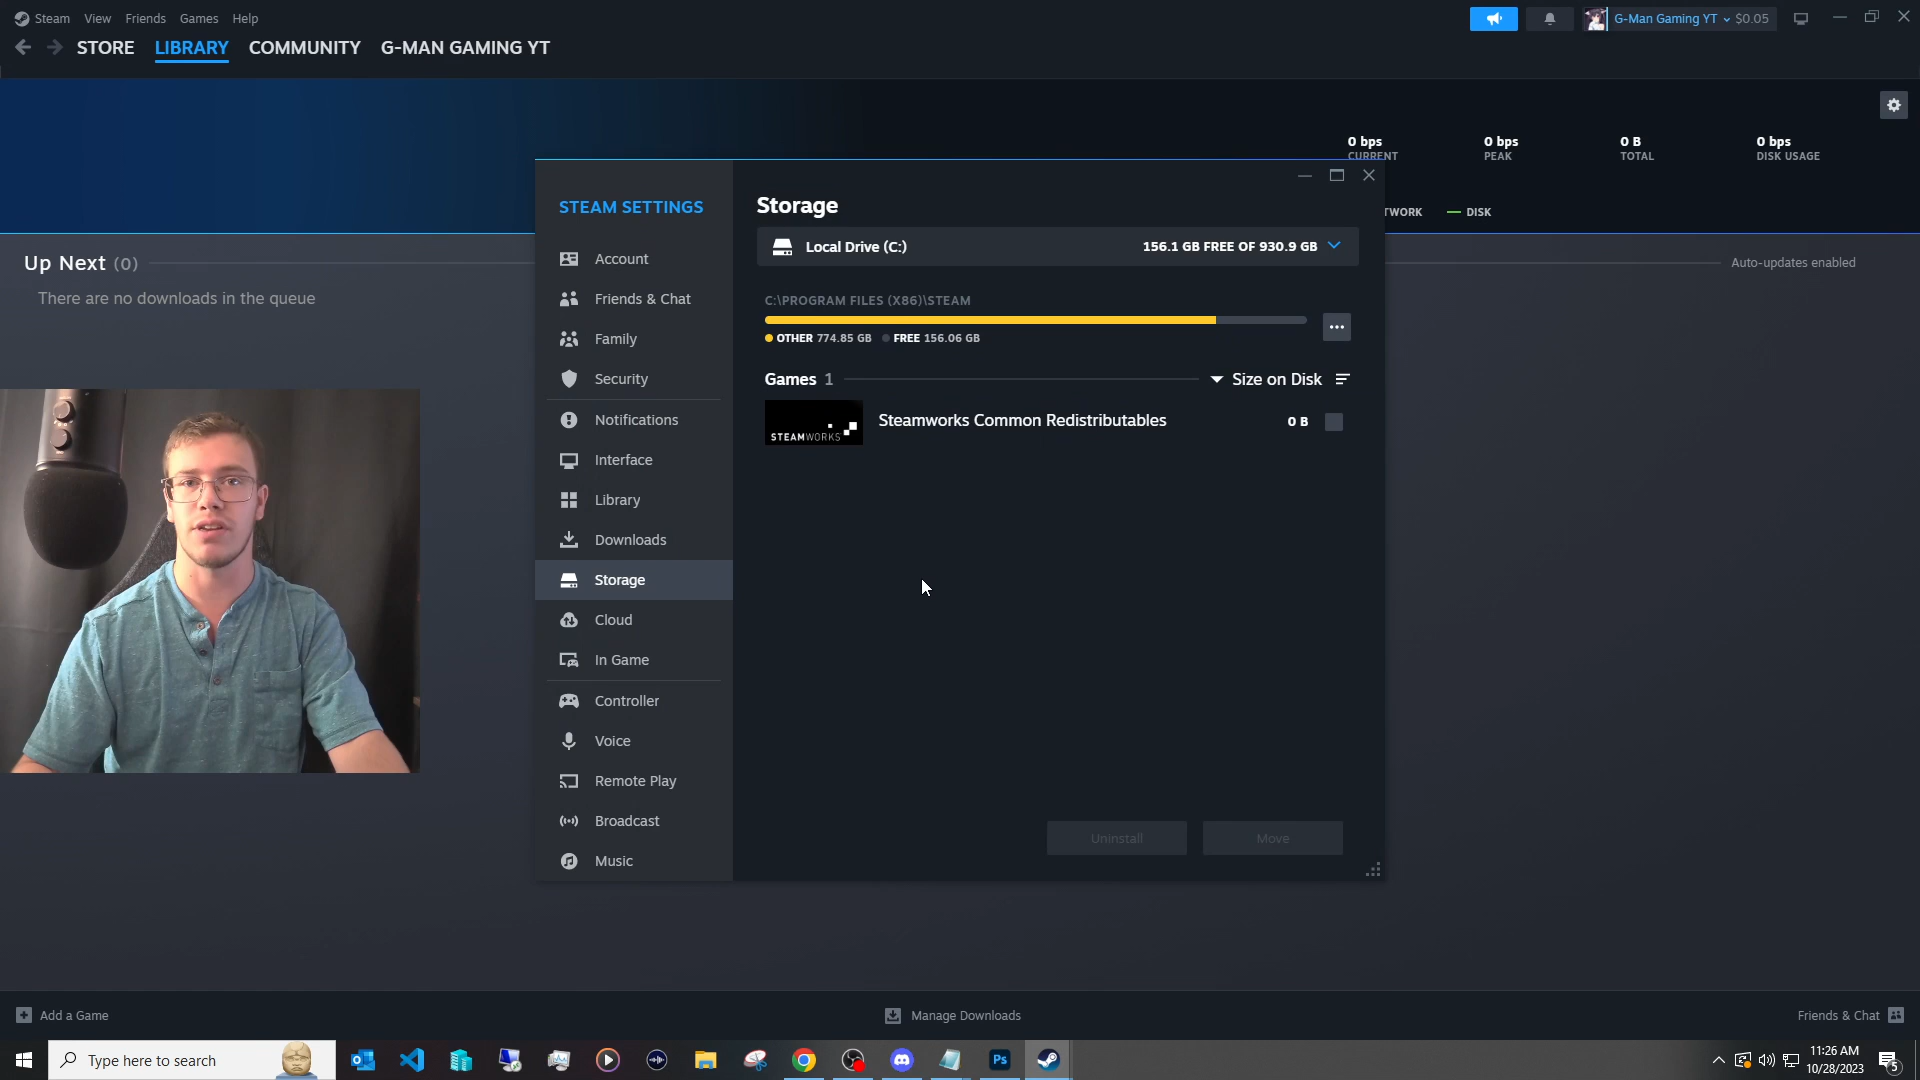 Steam View Friends Games Help
G-Man Gaming YT $0.05
STORE LIBRARY COMMUNITY G-MAN GAMING YT
0 bps 0 bps 0 B 0 bps
CURRENT PEAK TOTAL DISK USAGE
TWORK DISK
Up Next (0)
Auto-updates enabled
There are no downloads in the queue
STEAM SETTINGS
Account
Friends & Chat
Family
Security
Notifications
Interface
Library
Downloads
Storage
Cloud
In Game
Controller
Voice
Remote Play
Broadcast
Music
Storage
Local Drive (C:) 156.1 GB FREE OF 930.9 GB
C:\PROGRAM FILES (X86)\STEAM
OTHER 774.85 GB FREE 156.06 GB
Games 1 Size on Disk
STEAMWORKS
Steamworks Common Redistributables 0 B
Uninstall Move
Add a Game Manage Downloads Friends & Chat
Type here to search
Ps
11:26 AM
10/28/2023
5